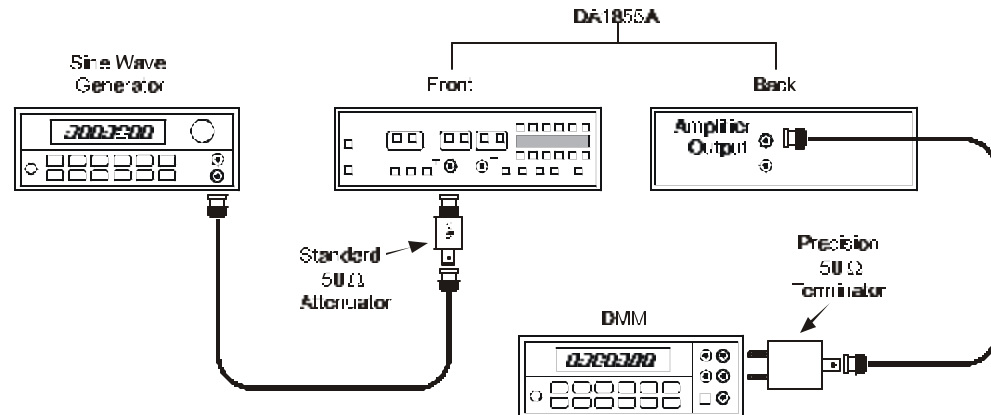 DA1855A
Sine Wave
Generator
Front
Back
Amplifier
Output
Standard
50 Ω
Attenuator
Precision
50 Ω
Terminator
DMM